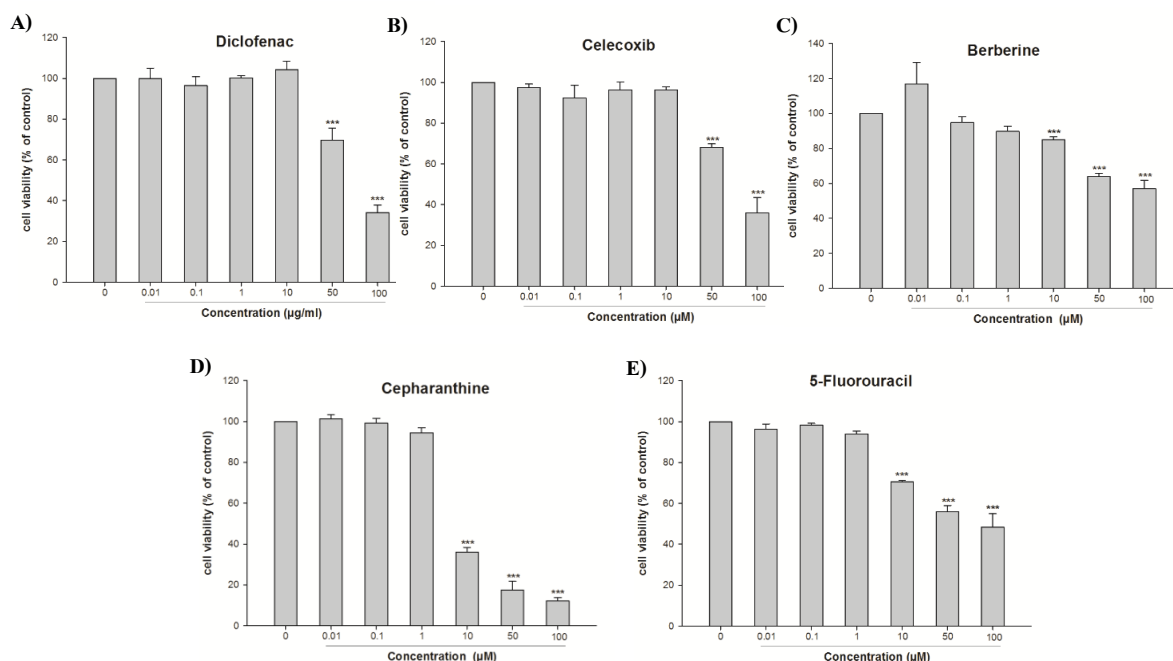 A)
Diclofenac
cell viability (% of control)
120
100
80
60
40
20
0
***
***
0 0.01 0.1 1 10 50 100
Concentration (µg/ml)
B)
Celecoxib
cell viability (% of control)
120
100
80
60
40
20
0
***
***
0 0.01 0.1 1 10 50 100
Concentration (µM)
C)
Berberine
cell viability (% of control)
140
120
100
80
60
40
20
0
***
***
***
0 0.01 0.1 1 10 50 100
Concentration (µM)
D)
Cepharanthine
cell viability (% of control)
120
100
80
60
40
20
0
***
***
***
0 0.01 0.1 1 10 50 100
Concentration (µM)
E)
5-Fluorouracil
cell viability (% of control)
120
100
80
60
40
20
0
***
***
***
0 0.01 0.1 1 10 50 100
Concentration (µM)